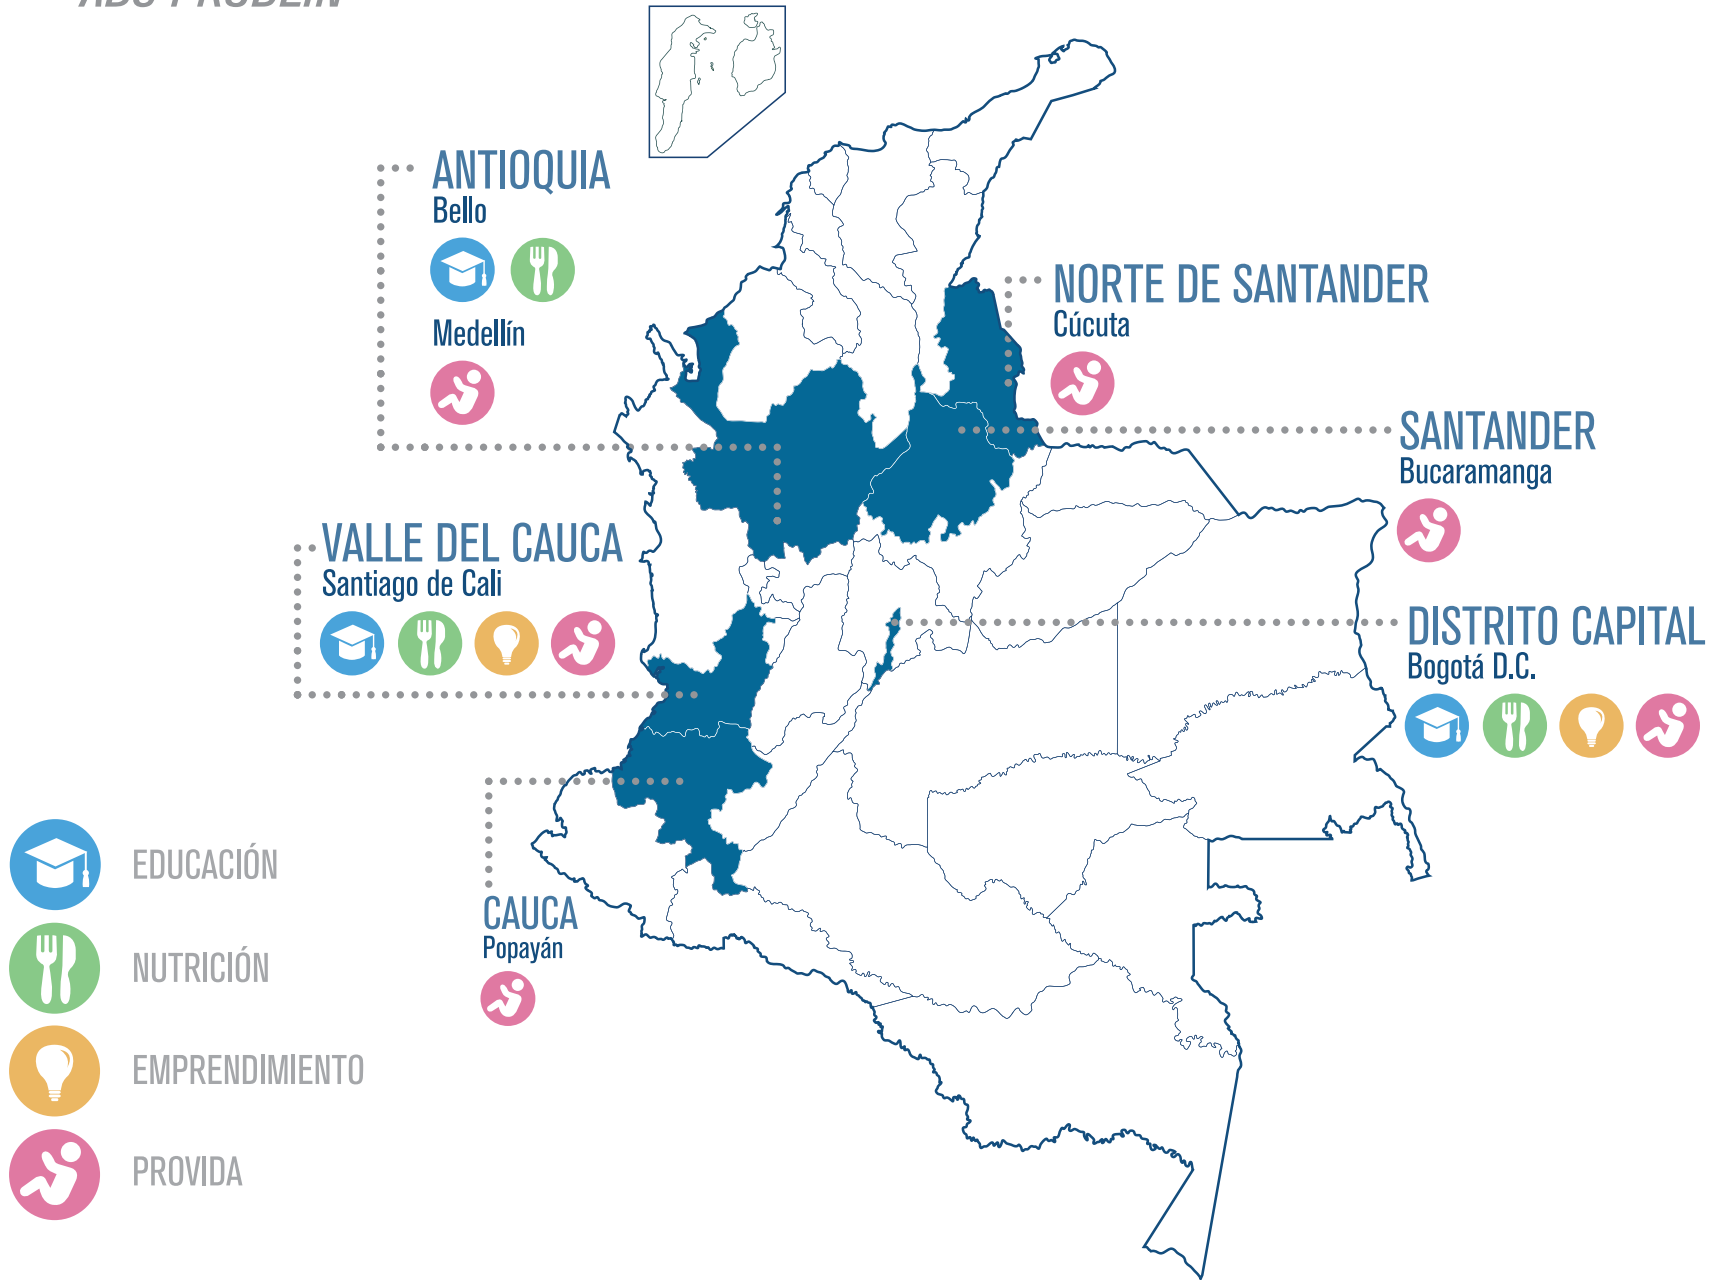 ANTIOQUIA
Bello
Medellín
NORTE DE SANTANDER
Cúcuta
SANTANDER
Bucaramanga
VALLE DEL CAUCA
Santiago de Cali
DISTRITO CAPITAL
Bogotá D.C.
CAUCA
Popayán
EDUCACIÓN
NUTRICIÓN
EMPRENDIMIENTO
PROVIDA